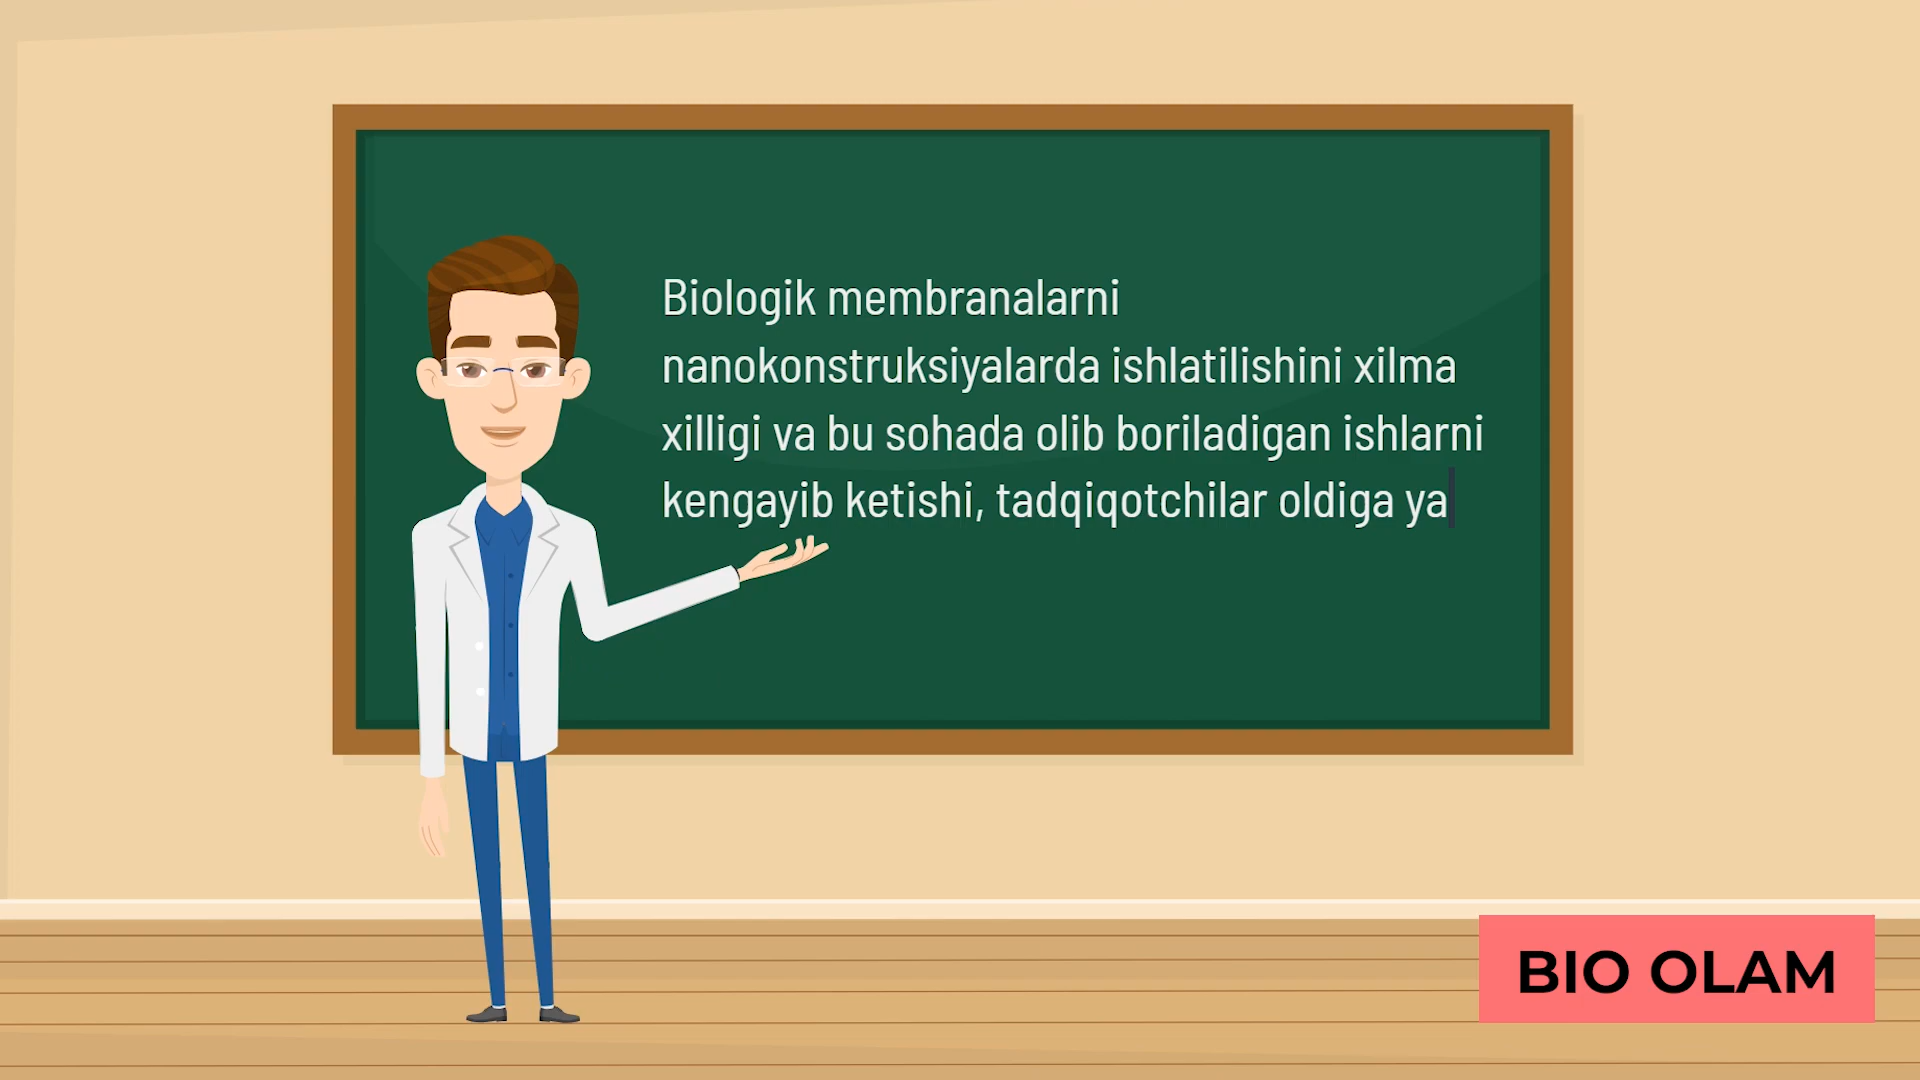 Biologik membranalarni
nanokonstruksiyalarda ishlatilishini xilma
xilligi va bu sohada olib boriladigan ishlarni
kengayib ketishi, tadqiqotchilar oldiga ya
BIO OLAM